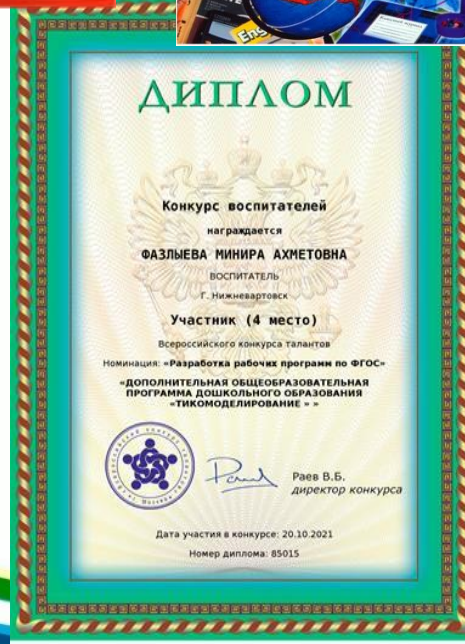 Eng
ДИПЛОМ
Конкурс воспитателей
награждается
ФАЗЛЫЕВА МИНИРА АХМЕТОВНА
ВОСПИТАТЕЛЬ
Г. Нижневартовск
Участник (4 место)
Всероссийского конкурса талантов
Номинация: «Разработка рабочих программ по ФГОС»
«ДОПОЛНИТЕЛЬНАЯ ОБЩЕОБРАЗОВАТЕЛЬНАЯ
ПРОГРАММА ДОШКОЛЬНОГО ОБРАЗОВАНИЯ
«ТИКОМОДЕЛИРОВАНИЕ » »
Раев В.Б.
директор конкурса
Дата участия в конкурсе: 20.10.2021
Номер диплома: 85015